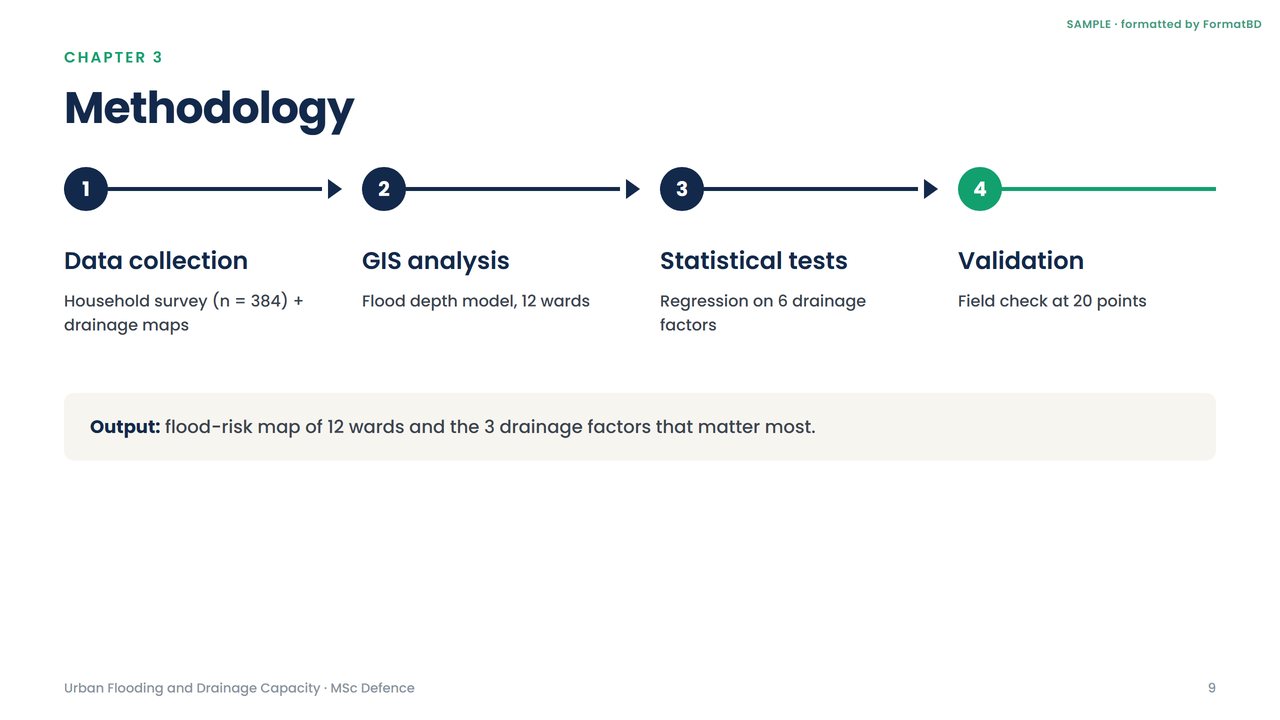 SAMPLE · formatted by FormatBD
CHAPTER 3
Methodology
1
2
3
4
Data collection
Household survey (n = 384) +
drainage maps
GIS analysis
Flood depth model, 12 wards
Statistical tests
Regression on 6 drainage
factors
Validation
Field check at 20 points
Output: flood-risk map of 12 wards and the 3 drainage factors that matter most.
Urban Flooding and Drainage Capacity · MSc Defence
9